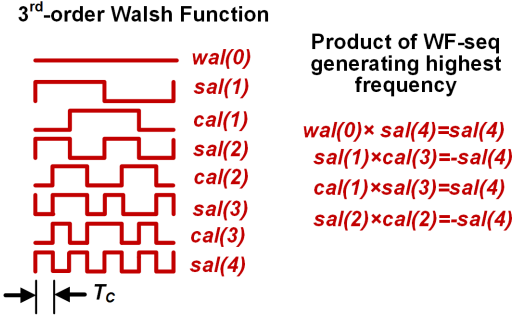 3rd-order Walsh Function
wal(0)
sal(1)
cal(1)
sal(2)
cal(2)
sal(3)
cal(3)
sal(4)
TC
Product of WF-seq
generating highest
frequency
wal(0)× sal(4)=sal(4)
sal(1)×cal(3)=-sal(4)
cal(1)×sal(3)=sal(4)
sal(2)×cal(2)=-sal(4)